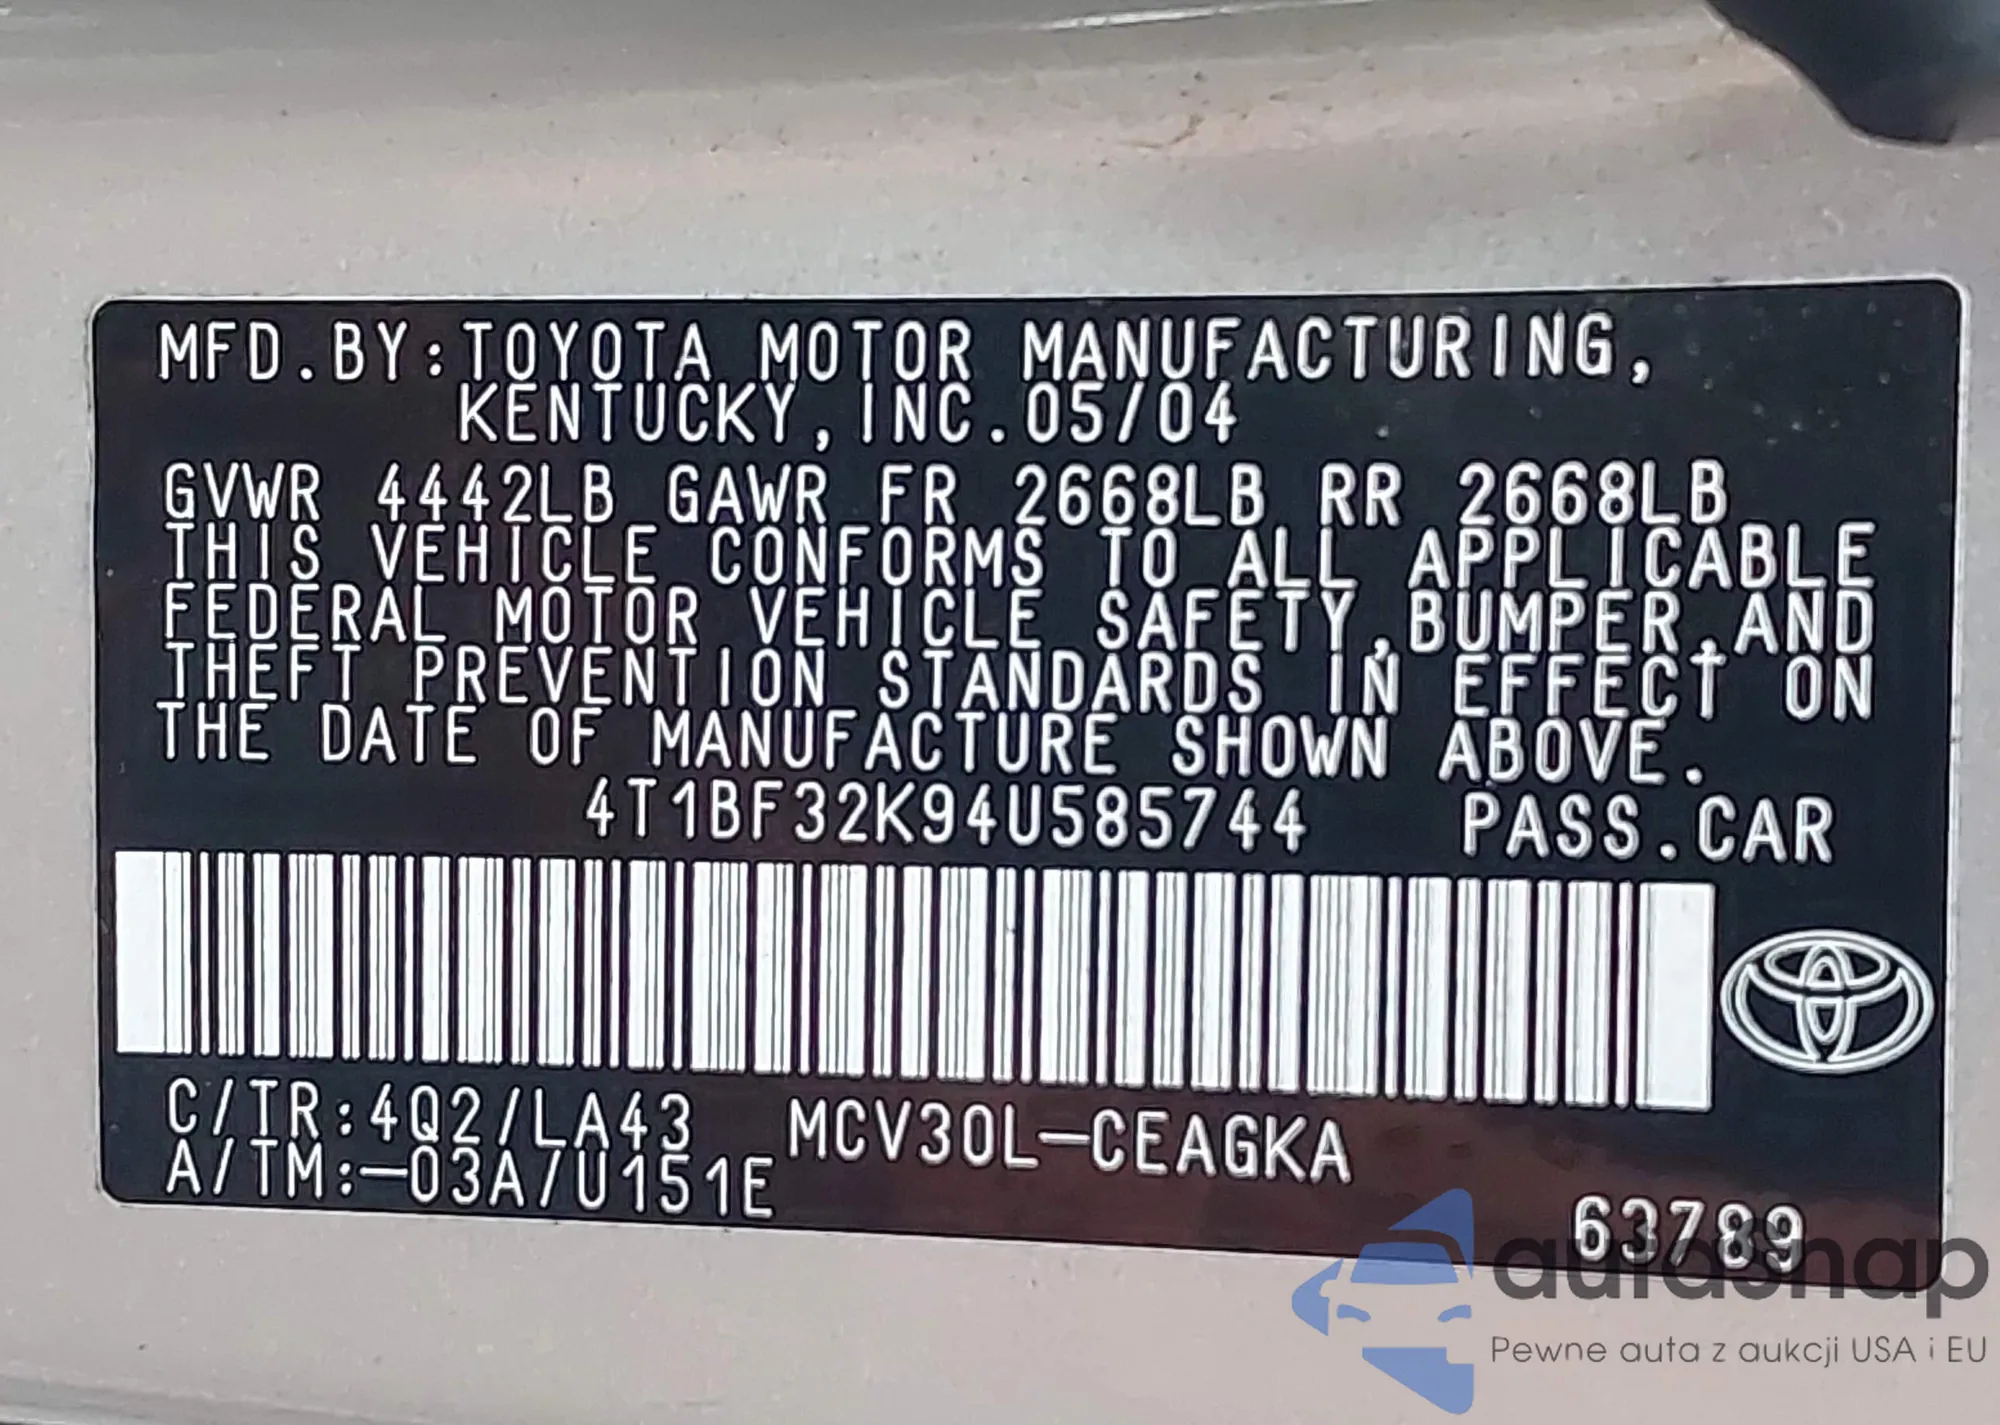 MFD.BY:TOYOTA MOTOR MANUFACTURING,
KENTUCKY, INC.05/04
GVWR 4442LB GAWR FR 2668LB RR 2668LB
THIS VEHICLE CONFORMS TO ALL APPLICABLE
FEDERAL MOTOR VEHICLE SAFETY,BUMPER,AND
THEFT PREVENTION STANDARDS IN EFFECT ON
THE DATE OF MANUFACTURE SHOWN ABOVE.
4T1BF32K94U585744 PASS.CAR
C/TR:4Q2/LA43 MCV30L-CEAGKA
A/TM:-03A/U151E
63789
autasnap
Pewne auta z aukcji USA i EU